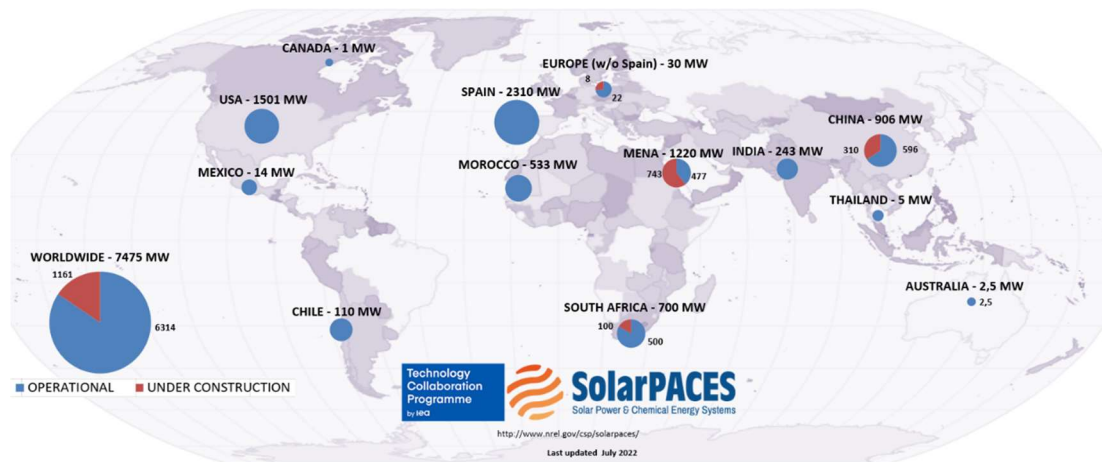 CANADA - 1 MW
EUROPE (w/o Spain) - 30 MW
8
22
USA - 1501 MW
SPAIN - 2310 MW
CHINA - 906 MW
310
596
MEXICO - 14 MW
MOROCCO - 533 MW
MENA - 1220 MW
743
477
INDIA - 243 MW
THAILAND - 5 MW
WORLDWIDE - 7475 MW
1161
6314
CHILE - 110 MW
SOUTH AFRICA - 700 MW
100
500
AUSTRALIA - 2,5 MW
2,5
OPERATIONAL
UNDER CONSTRUCTION
Technology
Collaboration
Programme
by iea
SolarPACES
Solar Power & Chemical Energy Systems
http://www.nrel.gov/csp/solarpaces/
Last updated July 2022